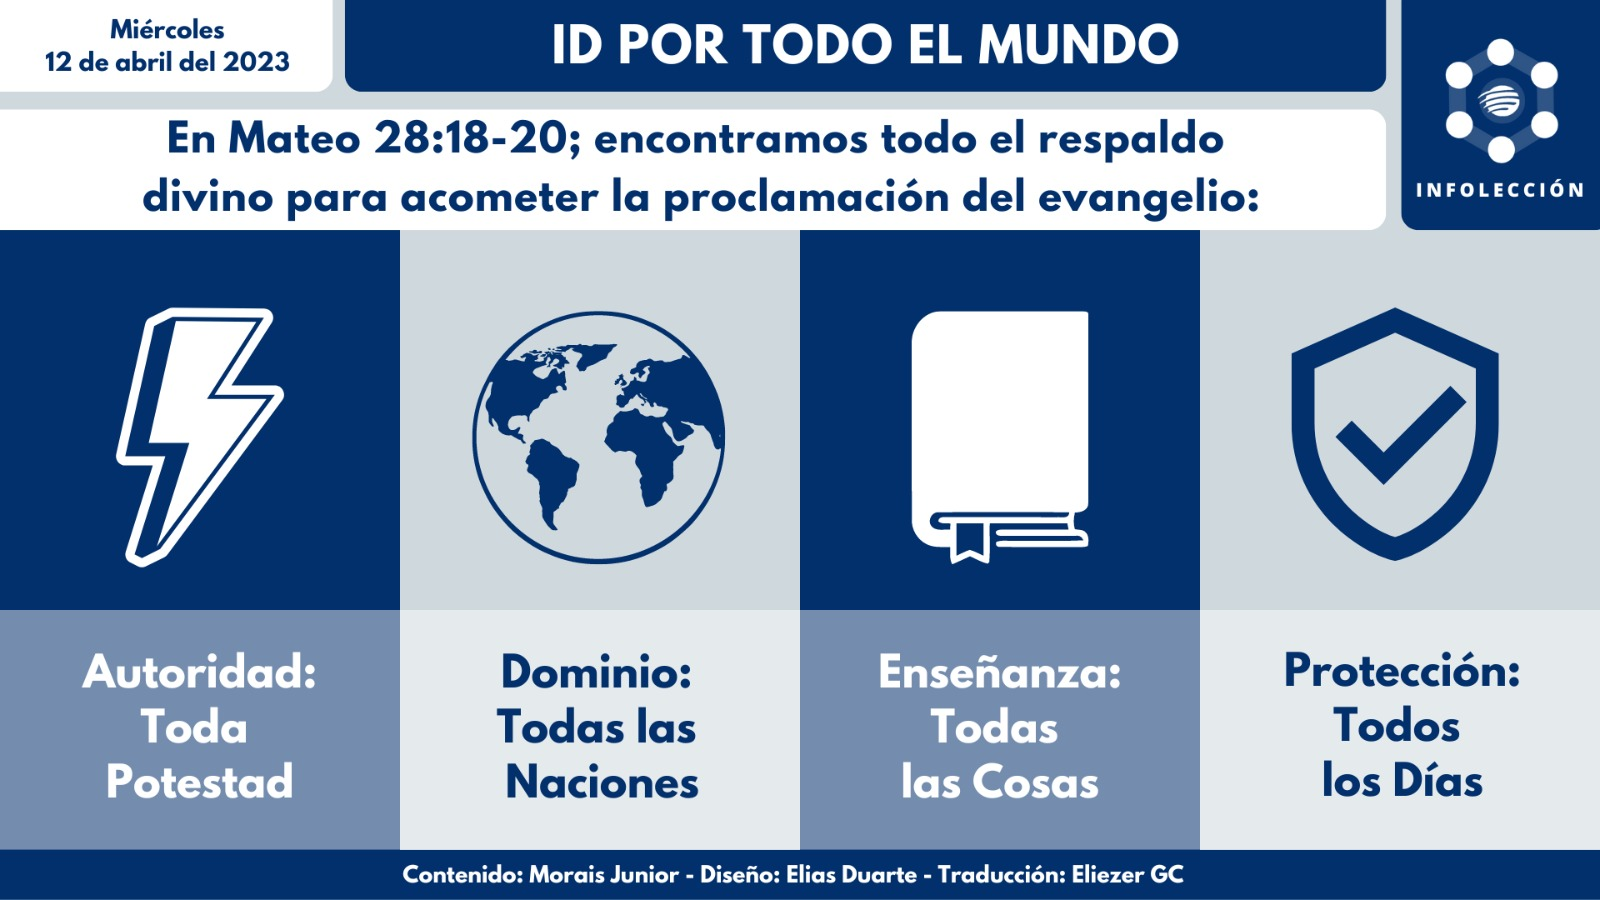 Miércoles
12 de abril del 2023
ID POR TODO EL MUNDO
INFOLECCIÓN
En Mateo 28:18-20; encontramos todo el respaldo
divino para acometer la proclamación del evangelio:
Autoridad:
Toda
Potestad
Dominio:
Todas las
Naciones
Enseñanza:
Todas
las Cosas
Protección:
Todos
los Días
Contenido: Morais Junior - Diseño: Elias Duarte - Traducción: Eliezer GC